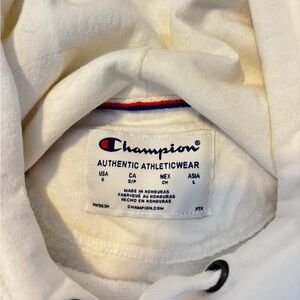 Champion®
AUTHENTIC ATHLETICWEAR
USA CA MEX ASIA
S S/P CH L
MADE IN HONDURAS
FABRIQUÉ AU HONDURAS
HECHO EN HONDURAS
CHAMPION.COM PTX